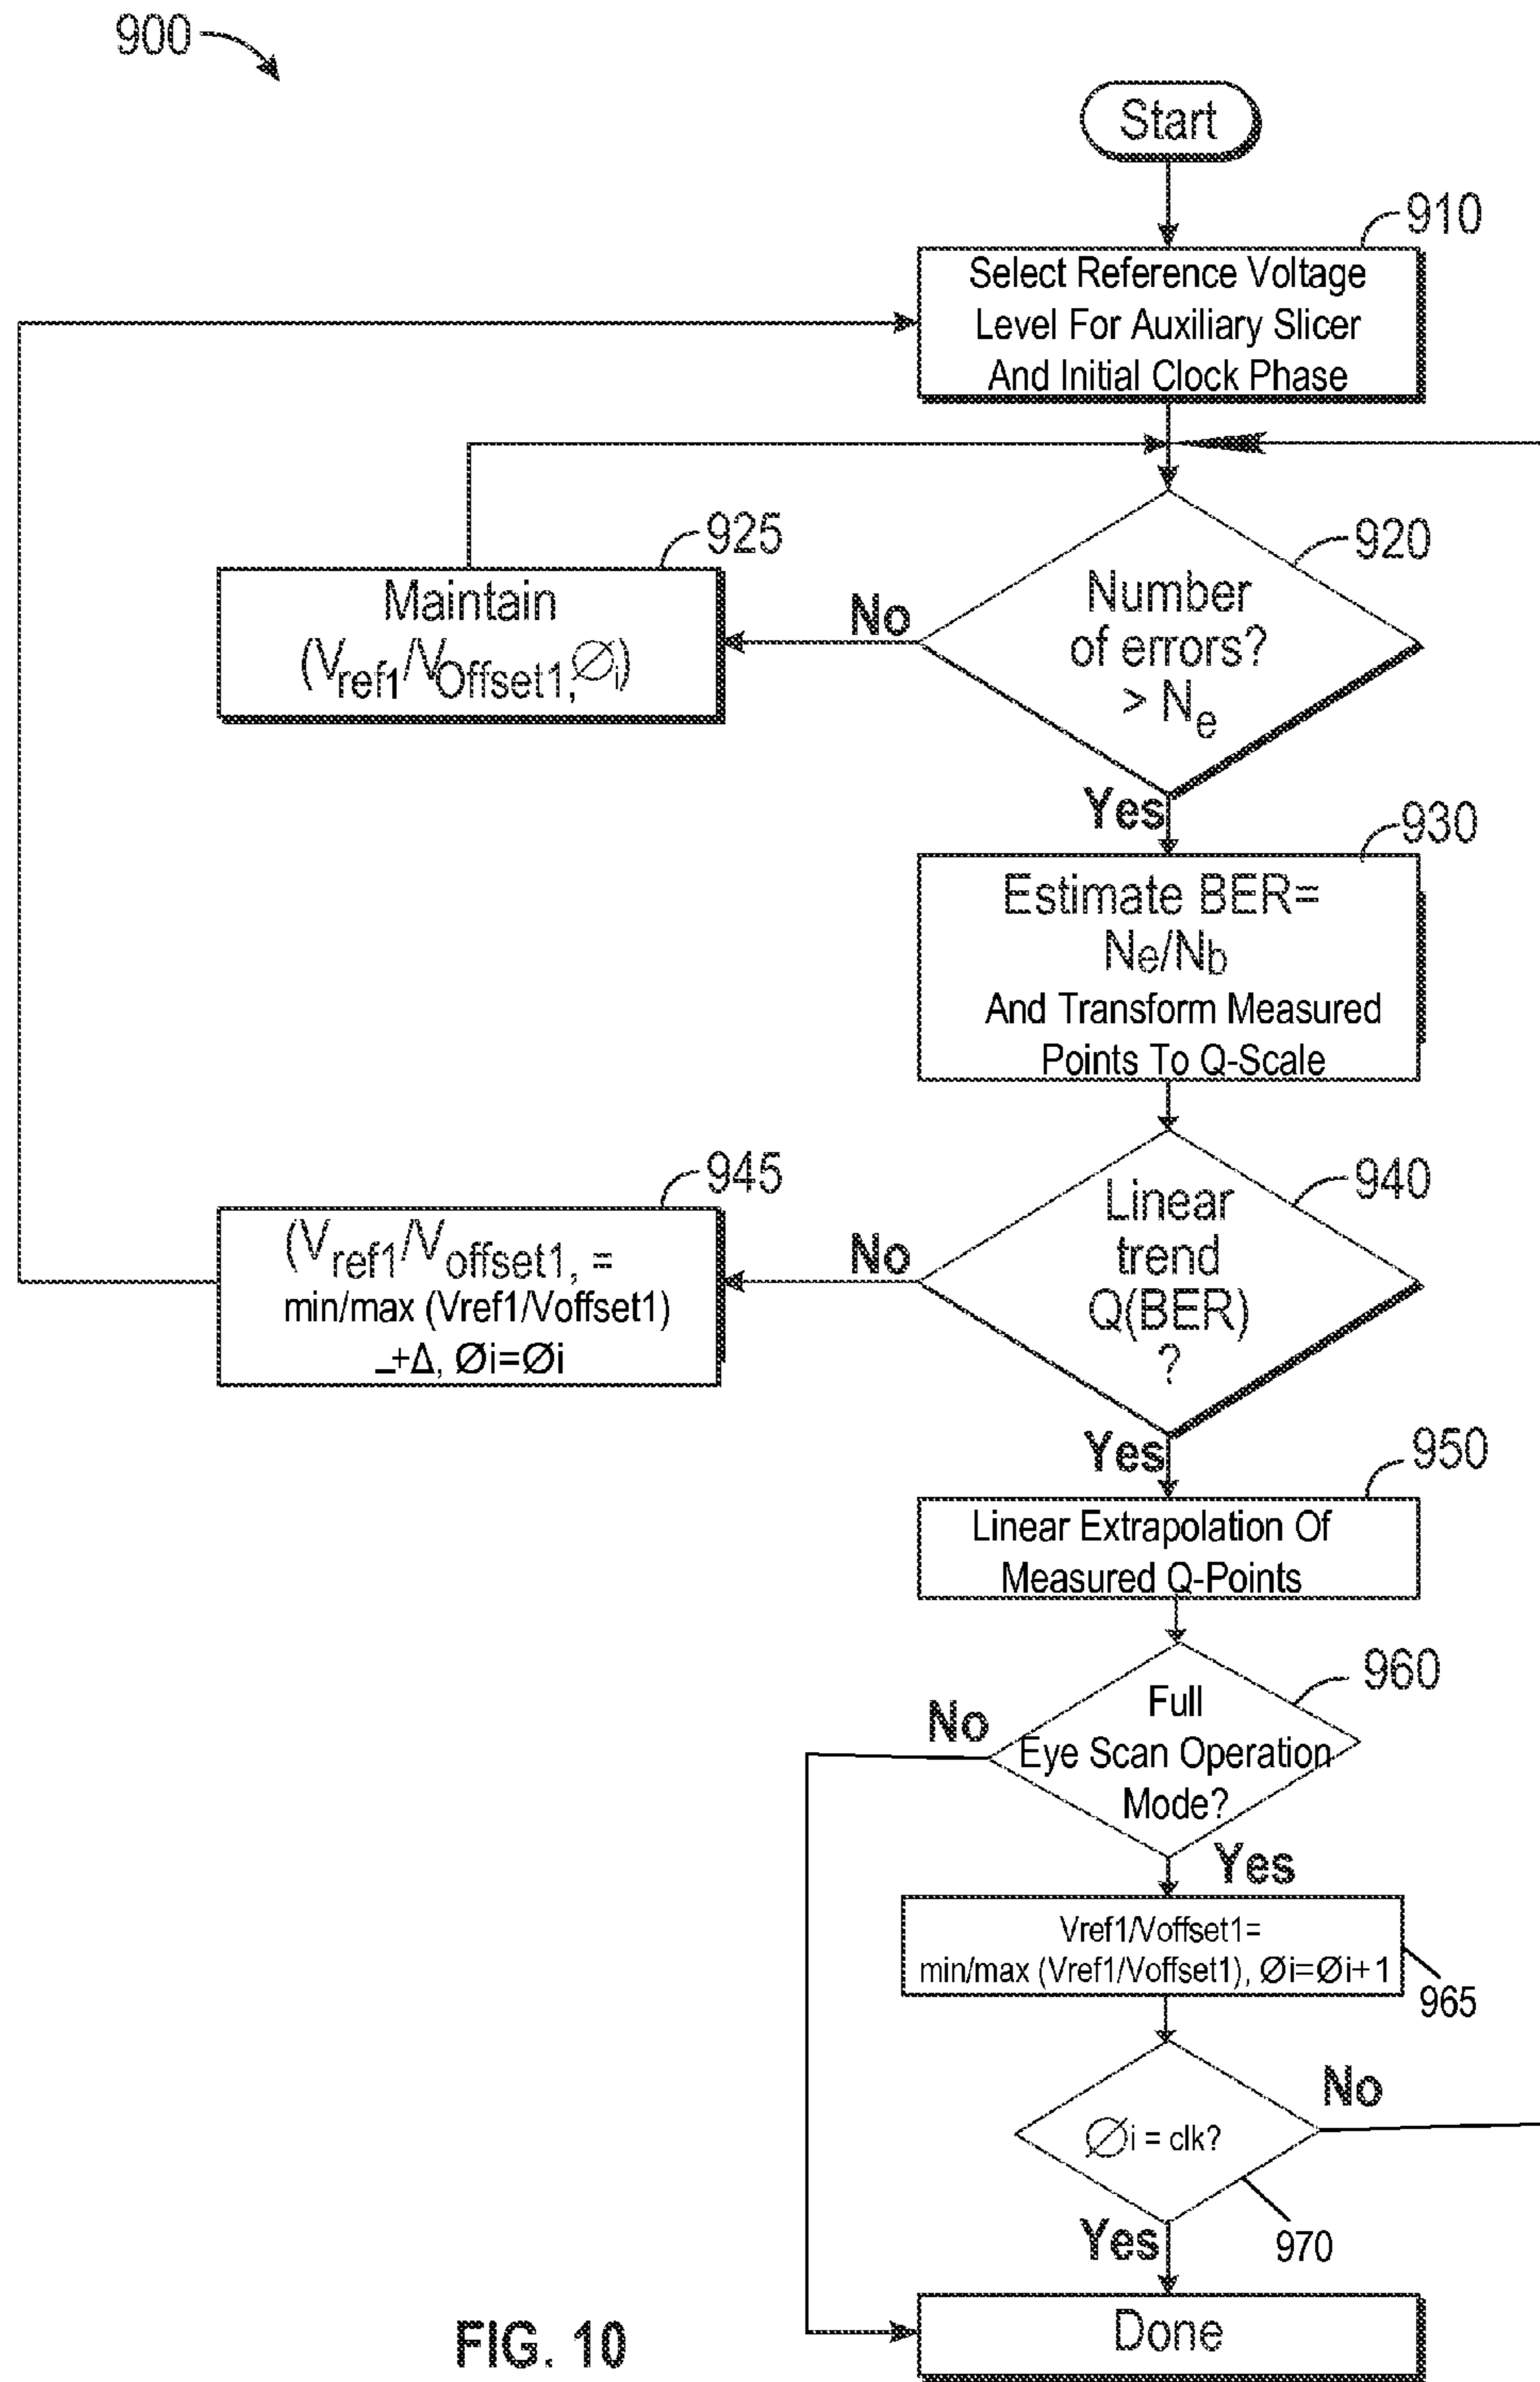 900
Start
910
Select Reference Voltage
Level For Auxiliary Slicer
And Initial Clock Phase
925
Maintain
(Vref1/VOffset1,Øi)
920
No
Number
of errors?
> Ne
Yes
930
Estimate BER=
Ne/Nb
And Transform Measured
Points To Q-Scale
945
(Vref1/Voffset1, =
min/max (Vref1/Voffset1)
_+Δ, Øi=Øi
940
No
Linear
trend
Q(BER)
?
Yes
950
Linear Extrapolation Of
Measured Q-Points
960
No
Full
Eye Scan Operation
Mode?
Yes
Vref1/Voffset1=
min/max (Vref1/Voffset1), Øi=Øi+1
965
No
Øi = clk?
970
Yes
Done
FIG. 10